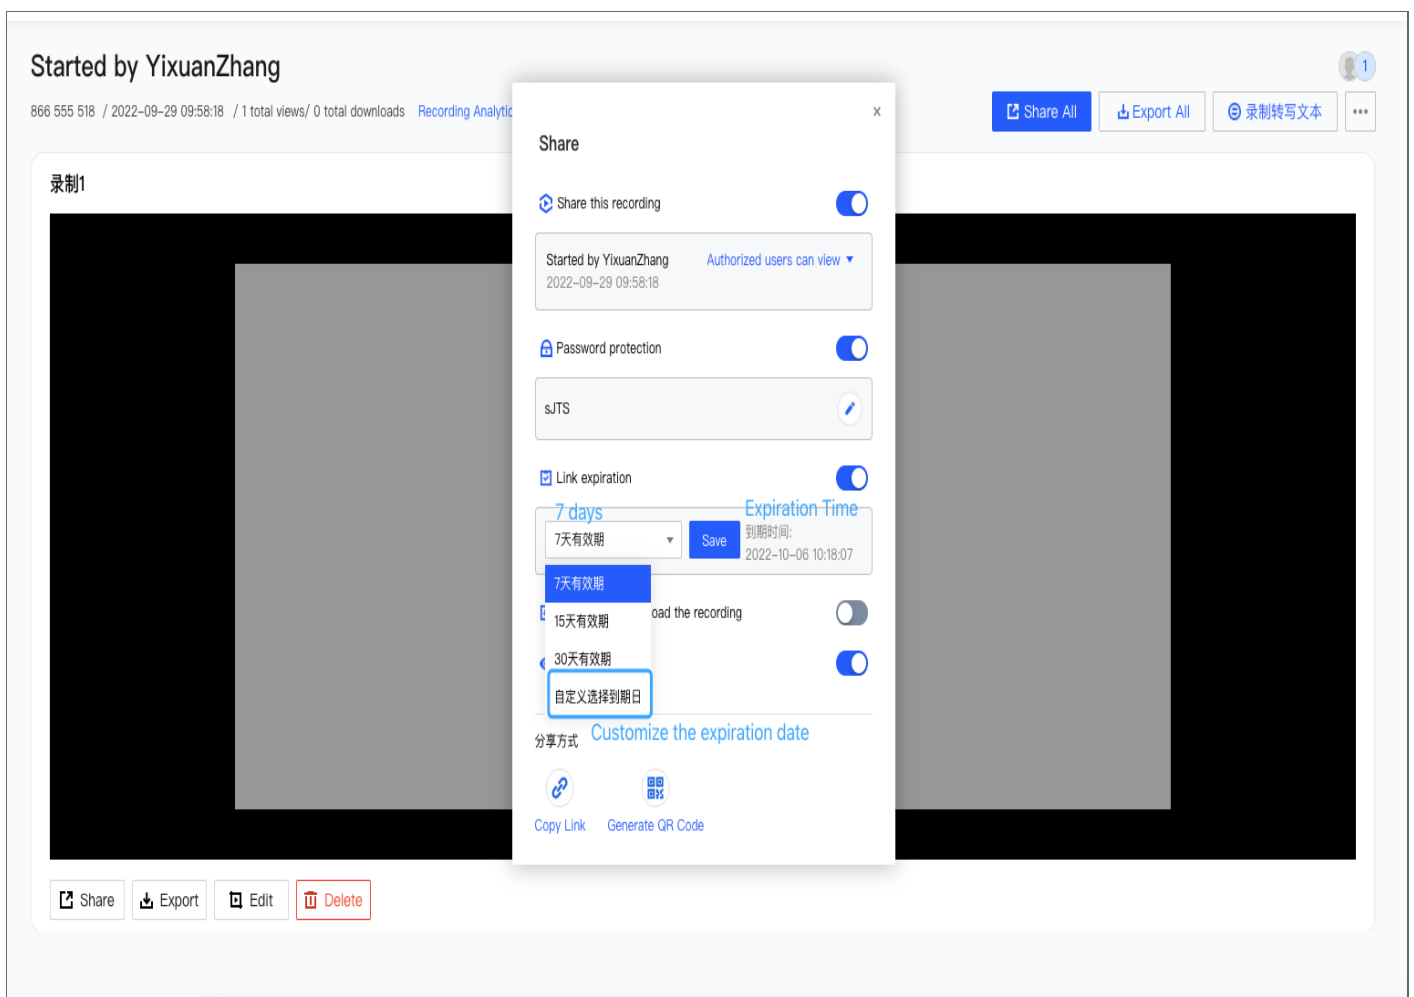 Started by YixuanZhang
1
866 555 518 / 2022-09-29 09:58:18 / 1 total views/ 0 total downloads Recording Analytic
Share All
Export All
录制转写文本
录制1
×
Share
Share this recording
Started by YixuanZhang
Authorized users can view
2022-09-29 09:58:18
Password protection
sJTS
Link expiration
7 days
Expiration Time
7天有效期
Save
到期时间:
2022-10-06 10:18:07
7天有效期
oad the recording
15天有效期
30天有效期
自定义选择到期日
Customize the expiration date
分享方式
Copy Link
Generate QR Code
Share
Export
Edit
Delete